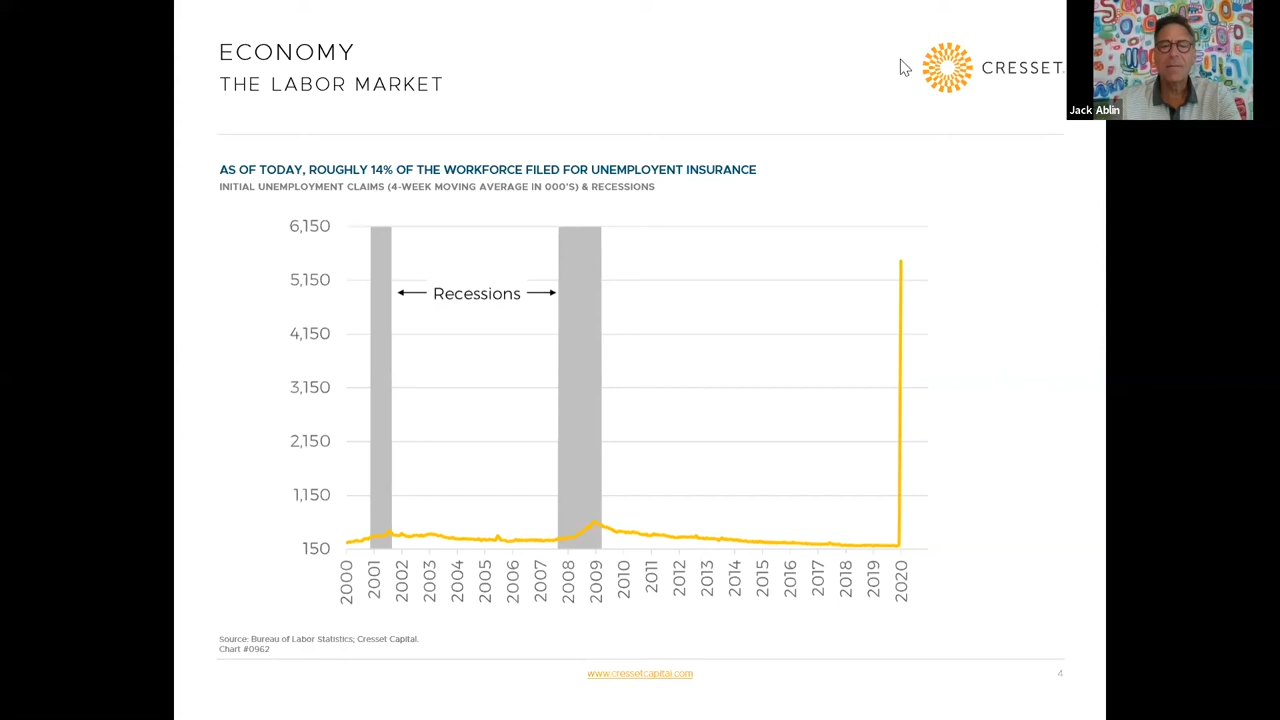 ECONOMY
THE LABOR MARKET
CRESSET
Jack Ablin
AS OF TODAY, ROUGHLY 14% OF THE WORKFORCE FILED FOR UNEMPLOYENT INSURANCE
INITIAL UNEMPLOYMENT CLAIMS (4-WEEK MOVING AVERAGE IN 000'S) & RECESSIONS
6,150
5,150
Recessions
4,150
3,150
2,150
1,150
150
2000 2001 2002 2003 2004 2005 2006 2007 2008 2009 2010 2011 2012 2013 2014 2015 2016 2017 2018 2019 2020
Source: Bureau of Labor Statistics; Cresset Capital.
Chart #0962
www.cressetcapital.com
4